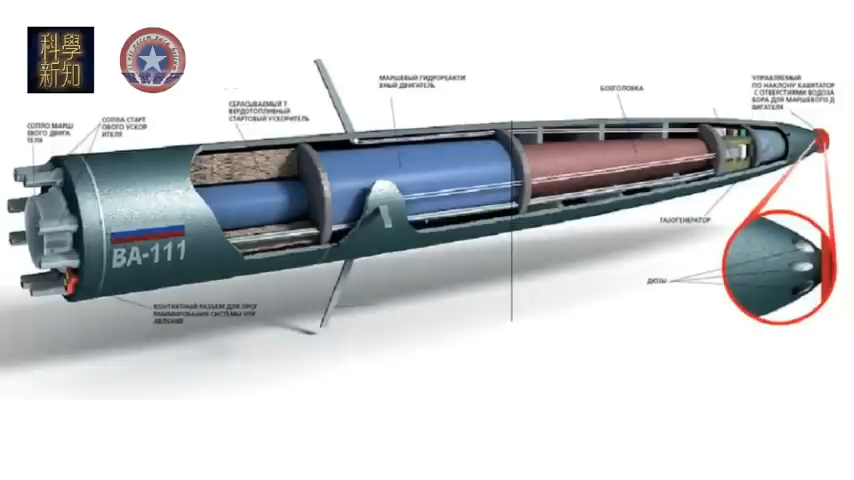 科學
新知
СОПЛО МАРШ
ЕВОГО ДВИГА
ТЕЛЯ
СОПЛА СТАРТ
ОВОГО УСКОР
ИТЕЛЯ
СБРАСЫВАЕМЫЙ Т
ВЕРДОТОПЛИВНЫЙ
СТАРТОВЫЙ УСКОРИТЕЛЬ
МАРШЕВЫЙ ГИДРОРЕАКТИ
ВНЫЙ ДВИГАТЕЛЬ
БОЕГОЛОВКА
УПРАВЛЯЕМЫЙ
ПО НАКЛОНУ КАВИТАТОР
С ОТВЕРСТИЯМИ ВОДОЗА
БОРА ДЛЯ МАРШЕВОГО Д
ВИГАТЕЛЯ
ВА-111
ГАЗОГЕНЕРАТОР
ДЮЗЫ
КОНТАКТНЫЙ РАЗЪЕМ ДЛЯ ПРОГ
РАММИРОВАНИЯ СИСТЕМЫ УПР
АВЛЕНИЯ